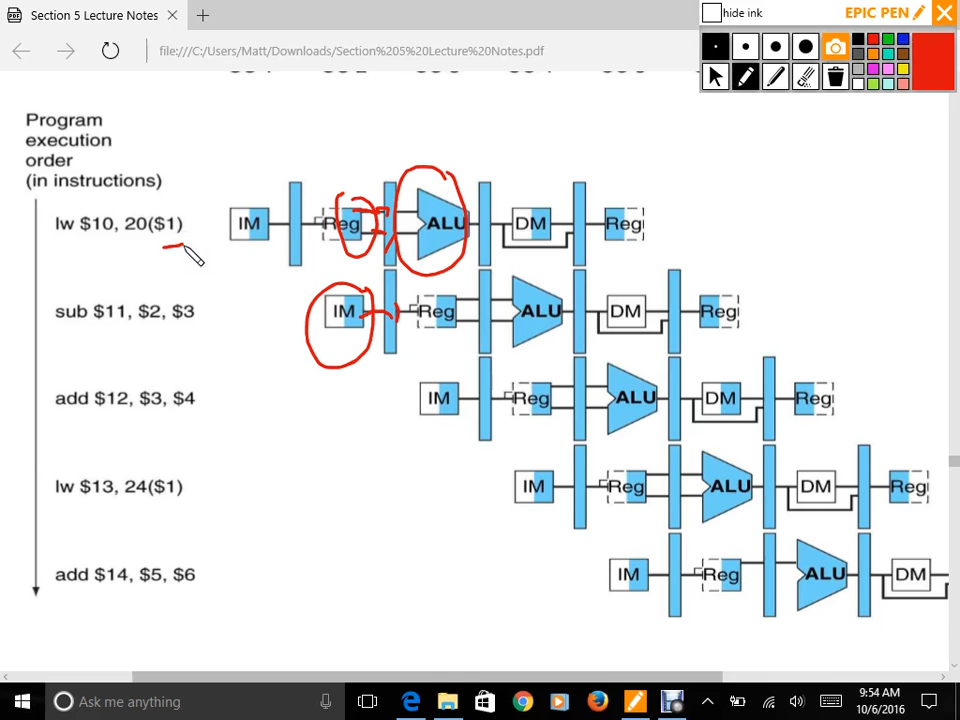 Section 5 Lecture Notes
hide ink
EPIC PEN
file:///C:/Users/Matt/Downloads/Section%205%20Lecture%20Notes.pdf
Program
execution
order
(in instructions)
lw $10, 20($1)
IM
Reg
ALU
DM
Reg
sub $11, $2, $3
IM
Reg
ALU
DM
Reg
add $12, $3, $4
IM
Reg
ALU
DM
Reg
lw $13, 24($1)
IM
Reg
ALU
DM
Reg
add $14, $5, $6
IM
Reg
ALU
DM
Ask me anything
9:54 AM
10/6/2016